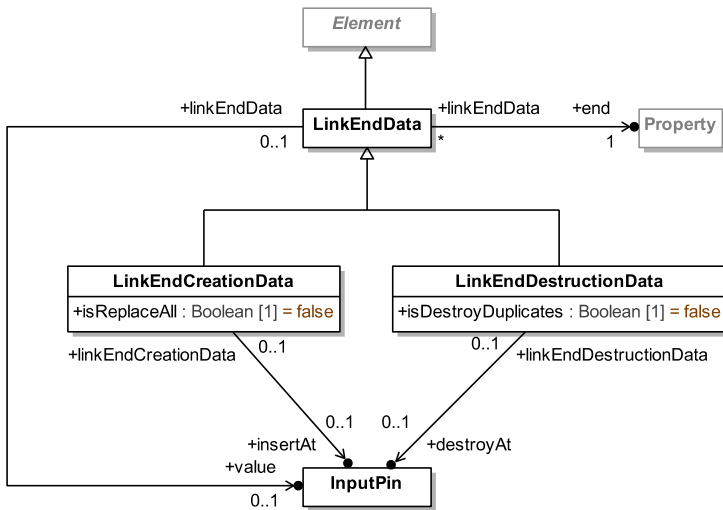 Element
+linkEndData
+linkEndData
+end
LinkEndData
Property
0..1
*
1
LinkEndCreationData
LinkEndDestructionData
+isReplaceAll : Boolean [1] = false
+isDestroyDuplicates : Boolean [1] = false
+linkEndCreationData
0..1
0..1
+linkEndDestructionData
0..1
0..1
+insertAt
+destroyAt
+value
InputPin
0..1